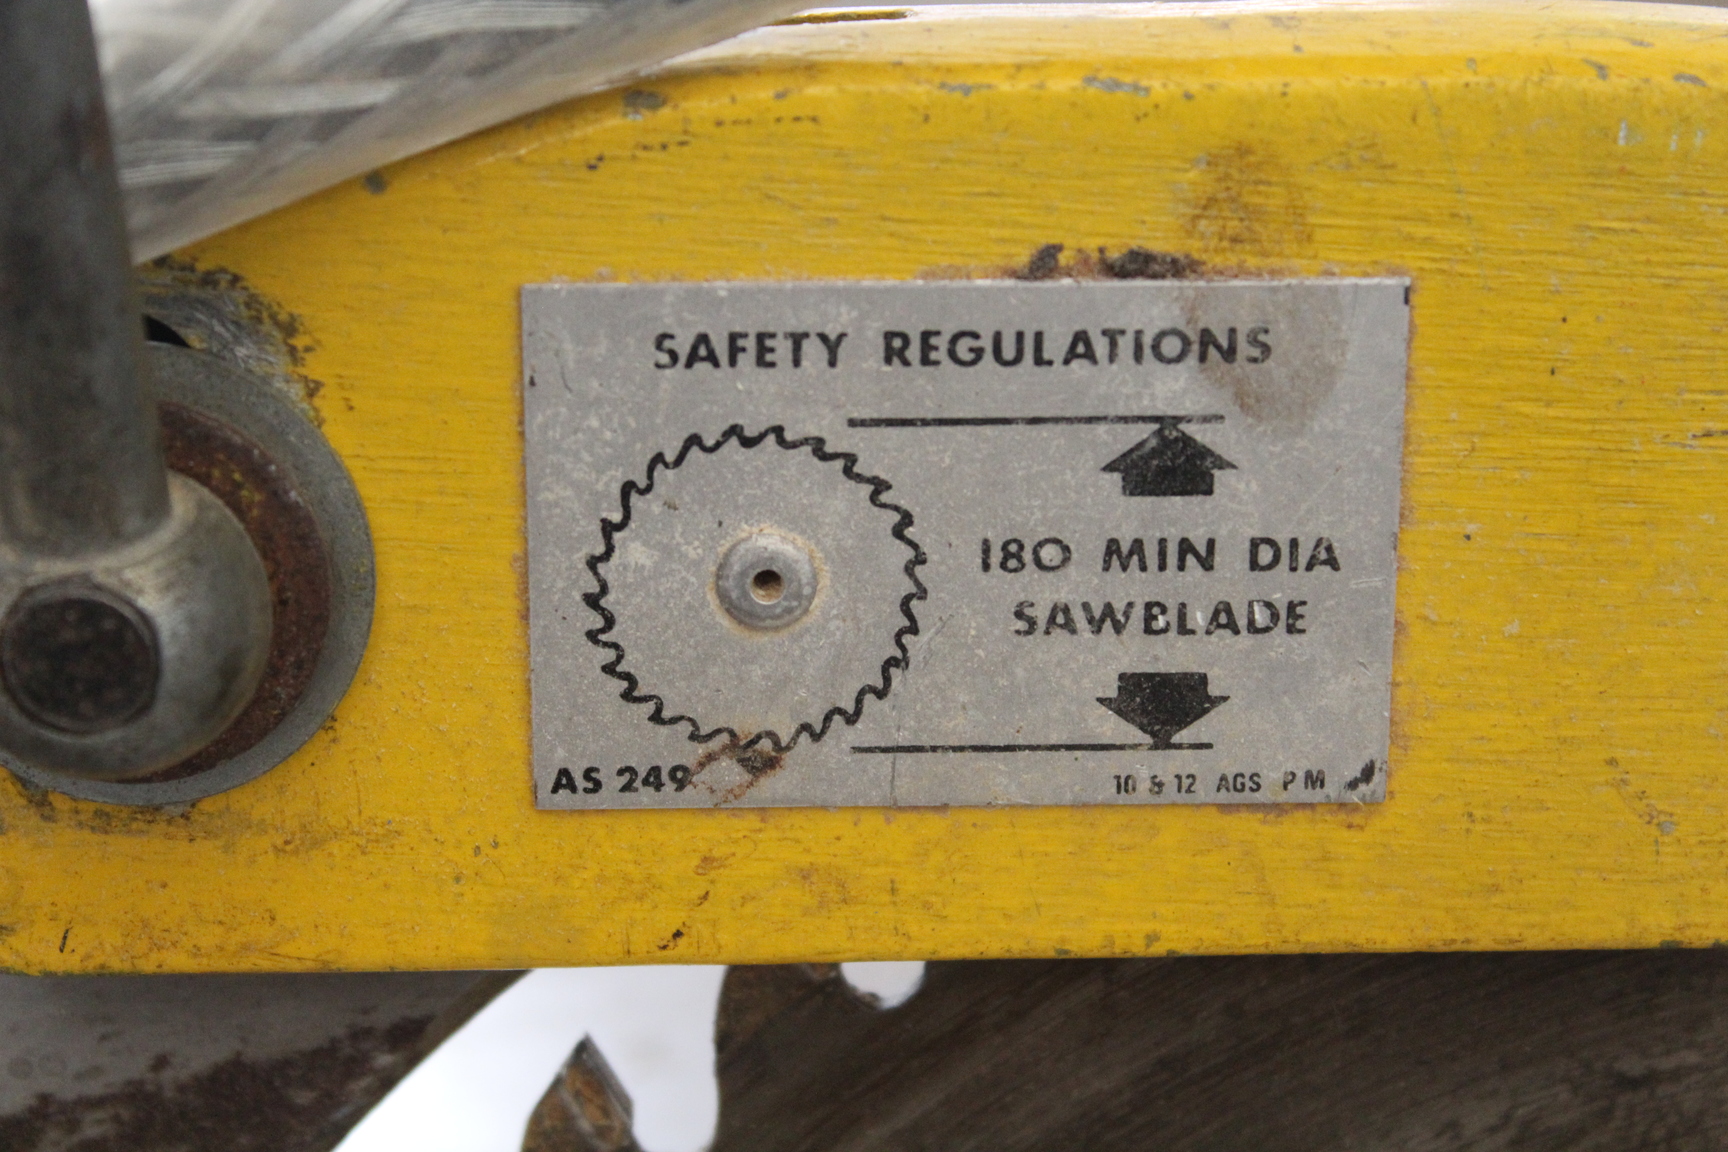 SAFETY REGULATIONS
180 MIN DIA
SAWBLADE
AS 249
10 & 12 AGS PM